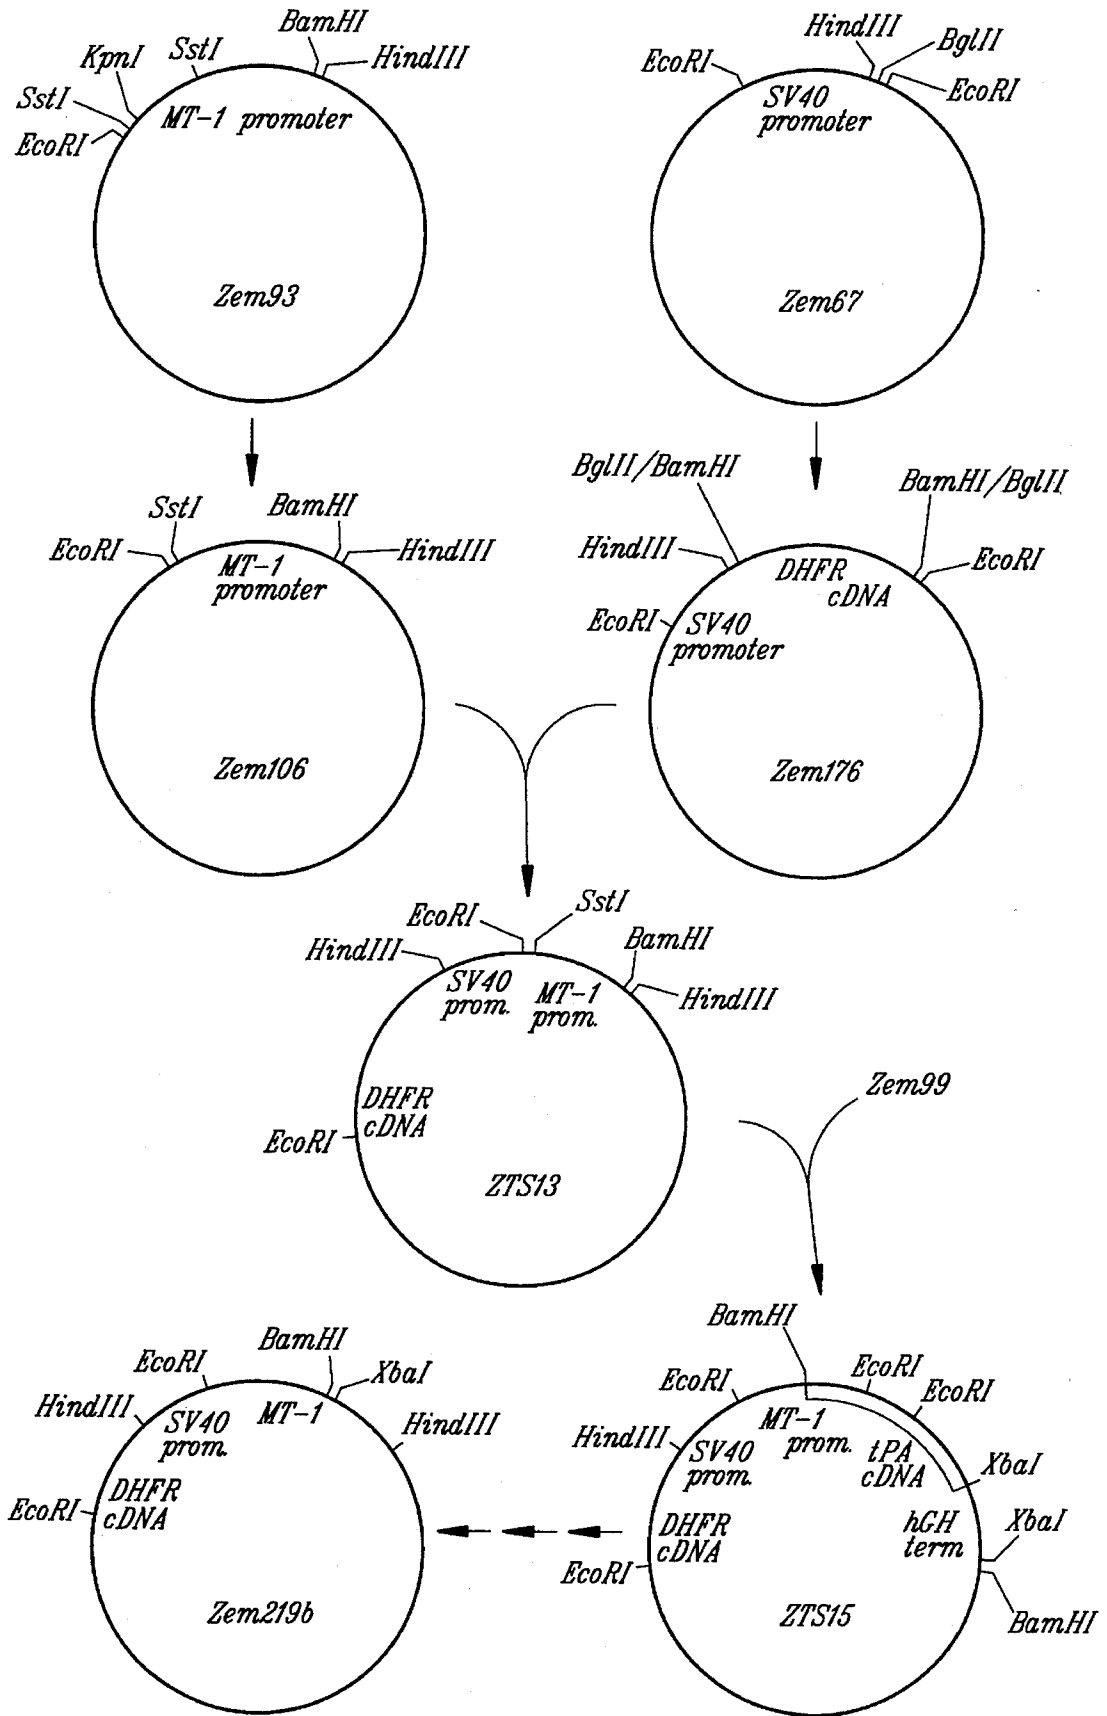 BamHI
SstI
HindIII
KpnI
SstI
EcoRI
MT-1 promoter
Zem93
HindIII
BglII
EcoRI
EcoRI
SV40
promoter
Zem67
SstI
BamHI
EcoRI
HindIII
MT-1
promoter
Zem106
BglII/BamHI
BamHI/BglII
HindIII
EcoRI
DHFR
cDNA
EcoRI
SV40
promoter
Zem176
EcoRI
SstI
HindIII
BamHI
HindIII
SV40
prom.
MT-1
prom.
DHFR
cDNA
EcoRI
ZTS13
Zem99
BamHI
EcoRI
XbaI
HindIII
HindIII
SV40
prom.
MT-1
DHFR
cDNA
EcoRI
Zem219b
BamHI
EcoRI
EcoRI
EcoRI
HindIII
MT-1
prom.
SV40
prom.
tPA
cDNA
XbaI
DHFR
cDNA
hGH
term
XbaI
EcoRI
BamHI
ZTS15